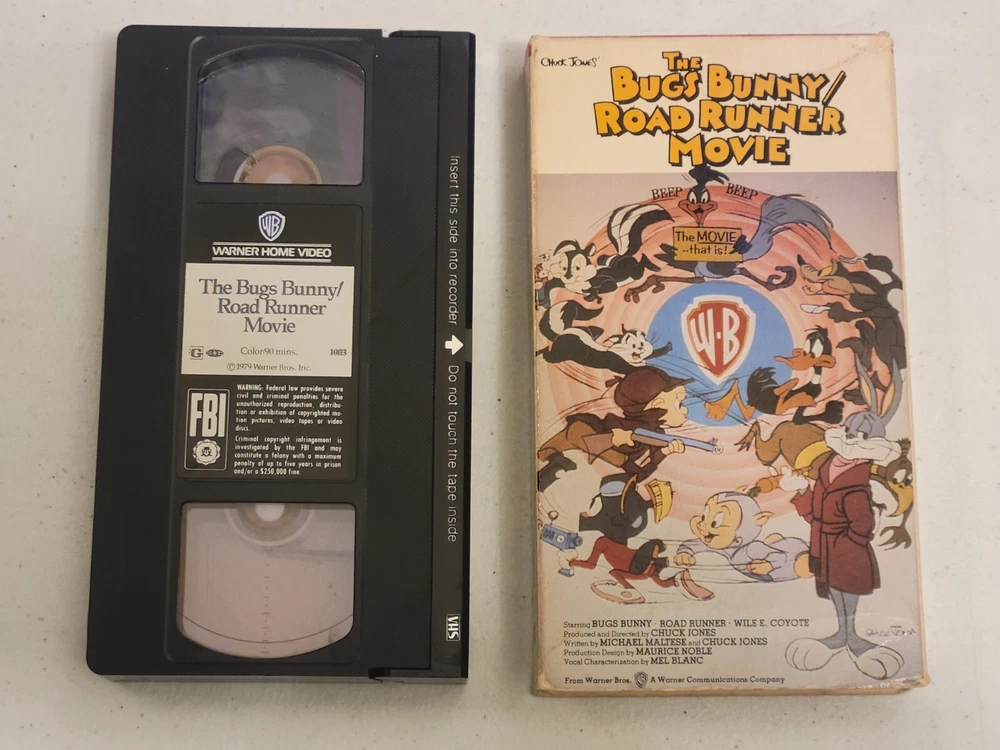 WB
WARNER HOME VIDEO
The Bugs Bunny/
Road Runner
Movie
G
Color/90 mins. 1003
©1979 Warner Bros. Inc.
FBI
WARNING: Federal law provides severe
civil and criminal penalties for the
unauthorized reproduction, distribu-
tion or exhibition of copyrighted mo-
tion pictures, video tapes or video
discs.
Criminal copyright infringement is
investigated by the FBI and may
constitute a felony with a maximum
penalty of up to five years in prison
and/or a $250,000 fine.
Insert this side into recorder Do not touch the tape inside
VHS
CHUCK JONES'
THE
BUGS BUNNY/
ROAD RUNNER
MOVIE
BEEP BEEP
The MOVIE
..that is!
W-B
Starring BUGS BUNNY · ROAD RUNNER · WILE E. COYOTE
Produced and Directed by CHUCK JONES
Written by MICHAEL MALTESE and CHUCK JONES
Production Design by MAURICE NOBLE
Vocal Characterization by MEL BLANC
From Warner Bros. WB A Warner Communications Company